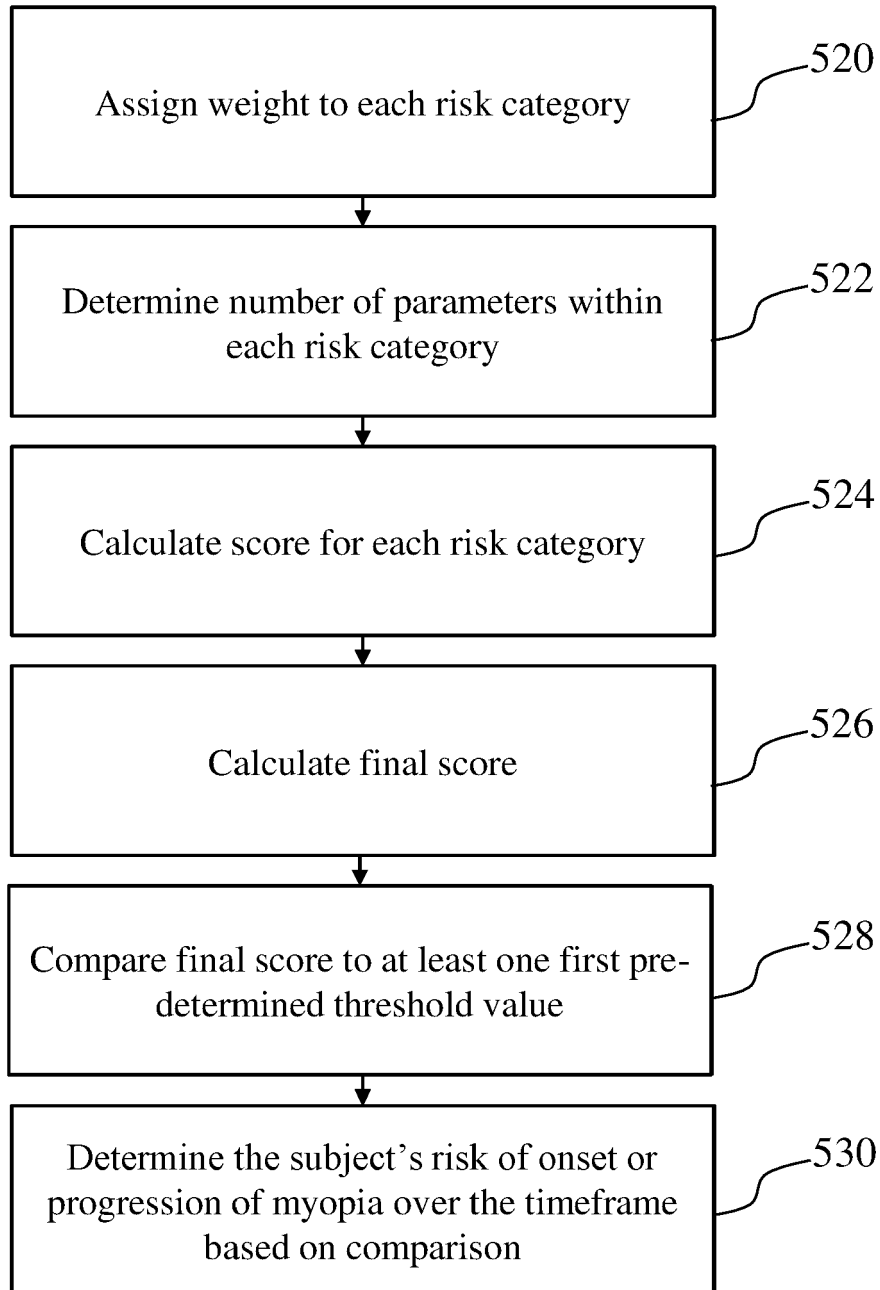 520
Assign weight to each risk category
522
Determine number of parameters within
each risk category
524
Calculate score for each risk category
526
Calculate final score
528
Compare final score to at least one first pre-
determined threshold value
530
Determine the subject's risk of onset or
progression of myopia over the timeframe
based on comparison